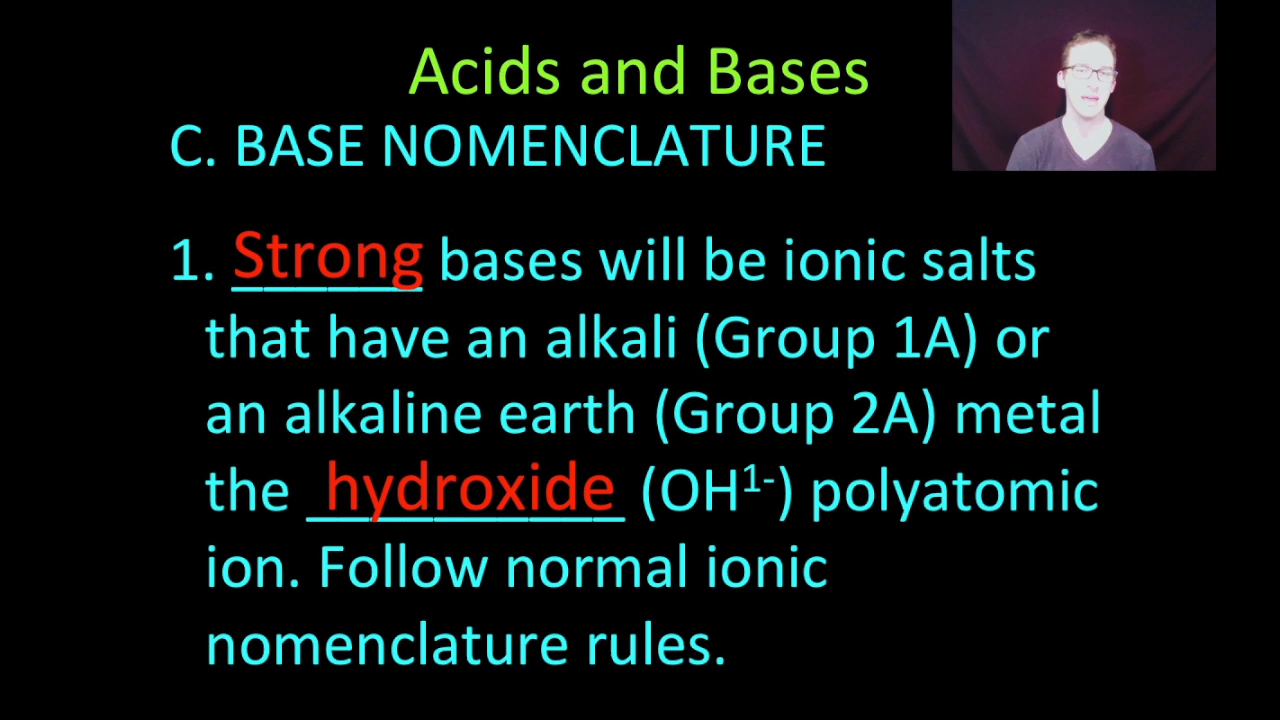 Acids and Bases
C. BASE NOMENCLATURE
1. Strong bases will be ionic salts
that have an alkali (Group 1A) or
an alkaline earth (Group 2A) metal
the hydroxide (OH¹⁻) polyatomic
ion. Follow normal ionic
nomenclature rules.